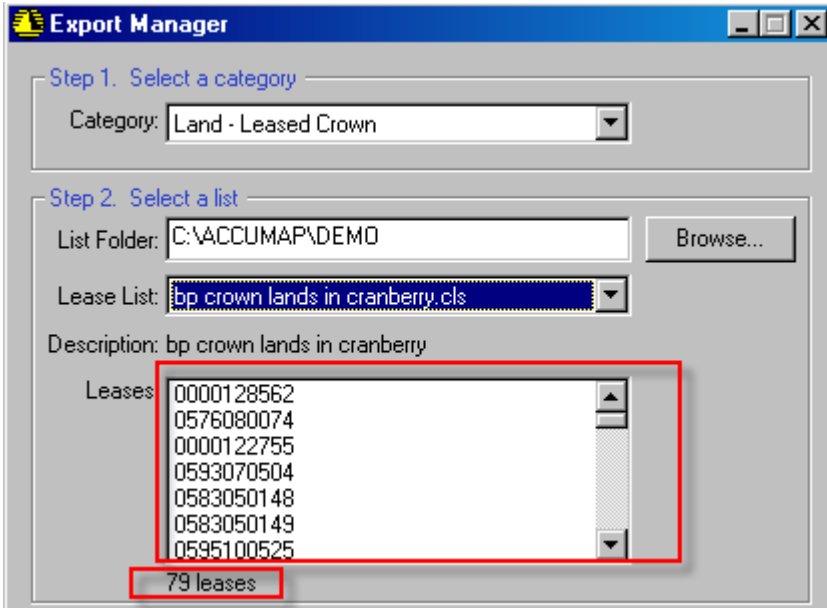 Export Manager
Step 1. Select a category
Category: Land - Leased Crown
Step 2. Select a list
List Folder: C:\ACCUMAP\DEMO Browse...
Lease List: bp crown lands in cranberry.cls
Description: bp crown lands in cranberry
Leases 0000128562
0576080074
0000122755
0593070504
0583050148
0583050149
0595100525
79 leases